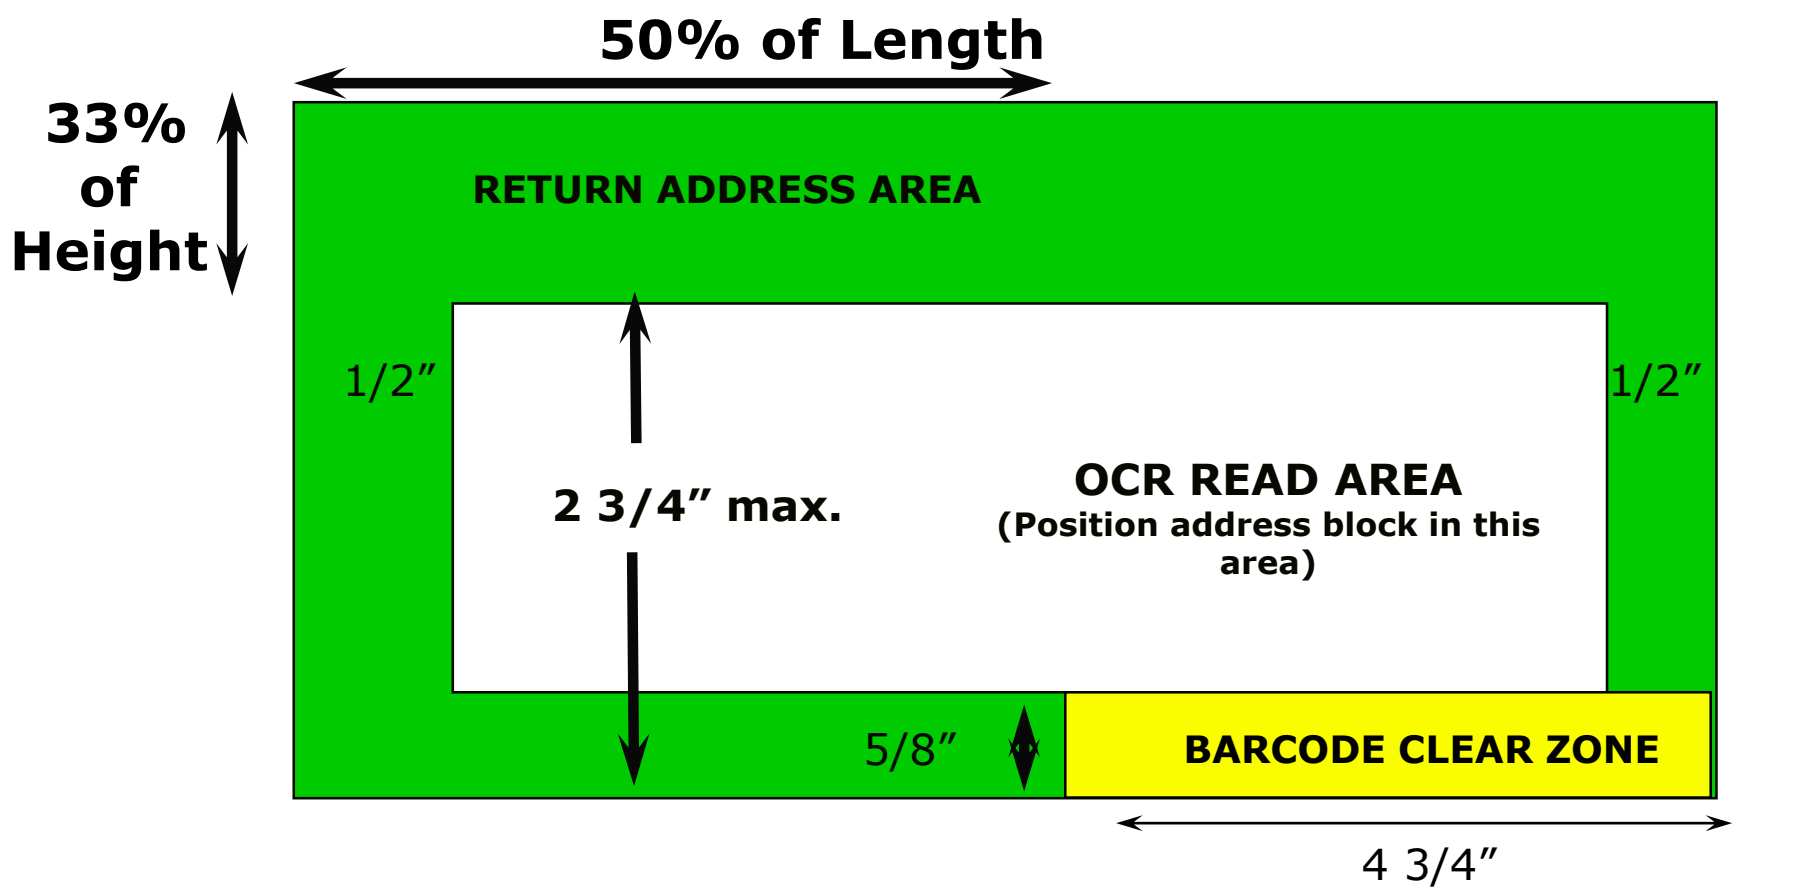 50% of Length
33%
of
Height
RETURN ADDRESS AREA
1/2”
1/2”
2 3/4” max.
OCR READ AREA
(Position address block in this
area)
5/8”
BARCODE CLEAR ZONE
4 3/4”